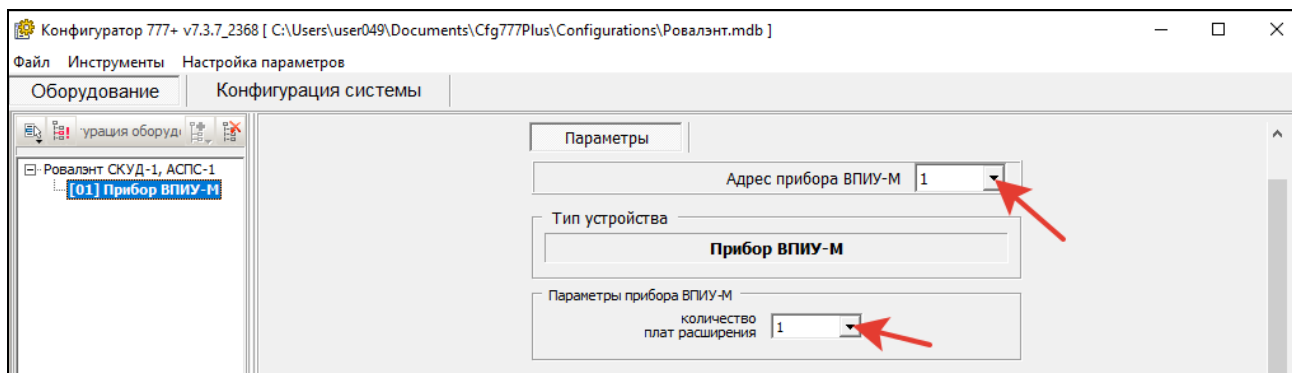 Конфигуратор 777+ v7.3.7_2368 [ C:\Users\user049\Documents\Cfg777Plus\Configurations\Ровалэнт.mdb ]
Файл Инструменты Настройка параметров
Оборудование Конфигурация системы
урация оборуд
Параметры
Ровалэнт СКУД-1, АСПС-1
[01] Прибор ВПИУ-М
Адрес прибора ВПИУ-М 1
Тип устройства
Прибор ВПИУ-М
Параметры прибора ВПИУ-М
количество
плат расширения 1